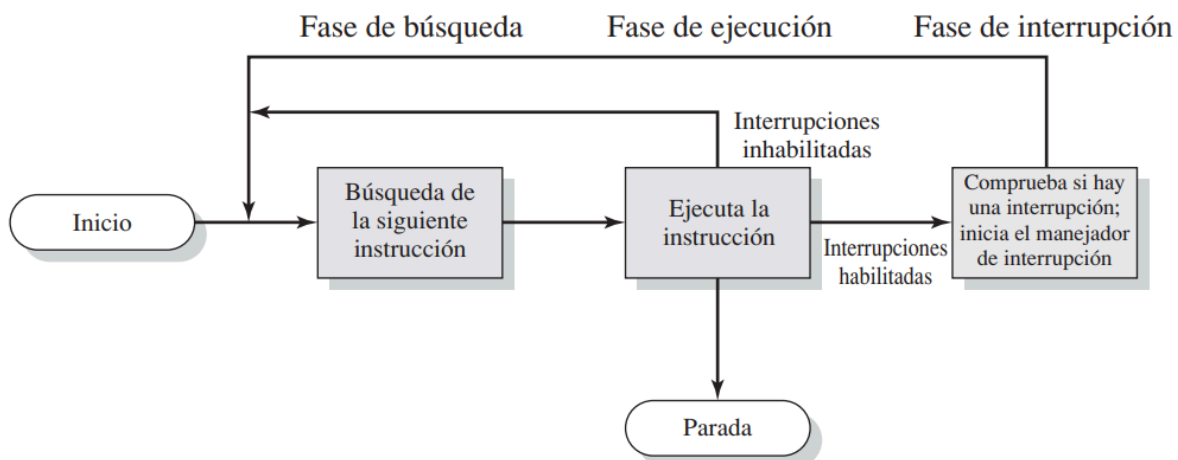 Fase de búsqueda
Fase de ejecución
Fase de interrupción
Interrupciones
inhabilitadas
Inicio
Búsqueda de
la siguiente
instrucción
Ejecuta la
instrucción
Interrupciones
habilitadas
Comprueba si hay
una interrupción;
inicia el manejador
de interrupción
Parada